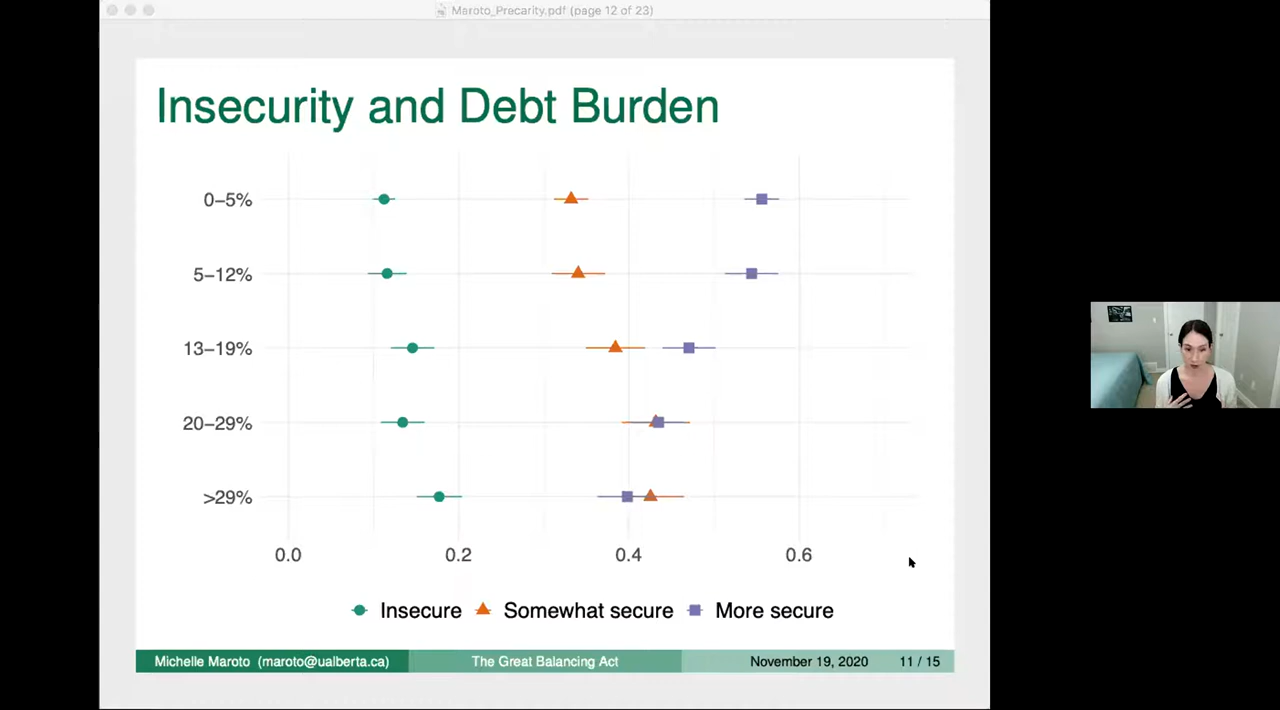 Maroto_Precarity.pdf (page 12 of 23)
Insecurity and Debt Burden
0–5%
5–12%
13–19%
20–29%
>29%
0.0 0.2 0.4 0.6
Insecure Somewhat secure More secure
Michelle Maroto (maroto@ualberta.ca) The Great Balancing Act November 19, 2020 11 / 15